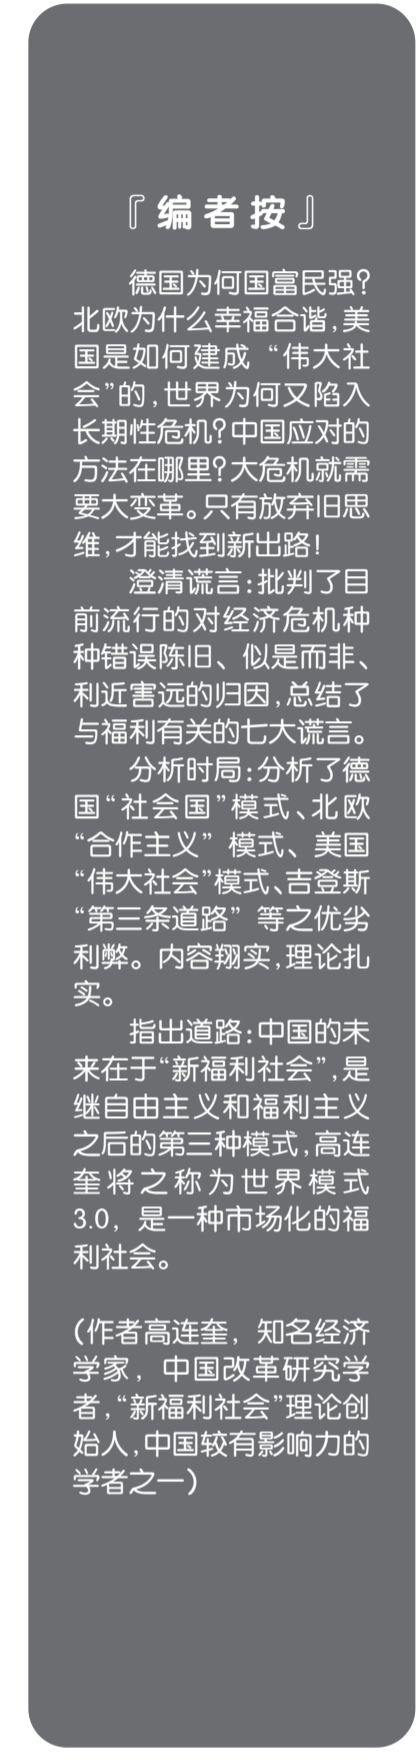 『编者按』
德国为何国富民强?
北欧为什么幸福合谐,美
国是如何建成“伟大社
会”的,世界为何又陷入
长期性危机?中国应对的
方法在哪里?大危机就需
要大变革。只有放弃旧思
维,才能找到新出路!
澄清谎言:批判了目
前流行的对经济危机种
种错误陈旧、似是而非、
利近害远的归因,总结了
与福利有关的七大谎言。
分析时局:分析了德
国“社会国”模式、北欧
“合作主义”模式、美国
“伟大社会”模式、吉登斯
“第三条道路”等之优劣
利弊。内容翔实,理论扎
实。
指出道路:中国的未
来在于“新福利社会”,是
继自由主义和福利主义
之后的第三种模式,高连
奎将之称为世界模式
3.0,是一种市场化的福
利社会。
(作者高连奎,知名经济
学家,中国改革研究学
者,“新福利社会”理论创
始人,中国较有影响力的
学者之一)